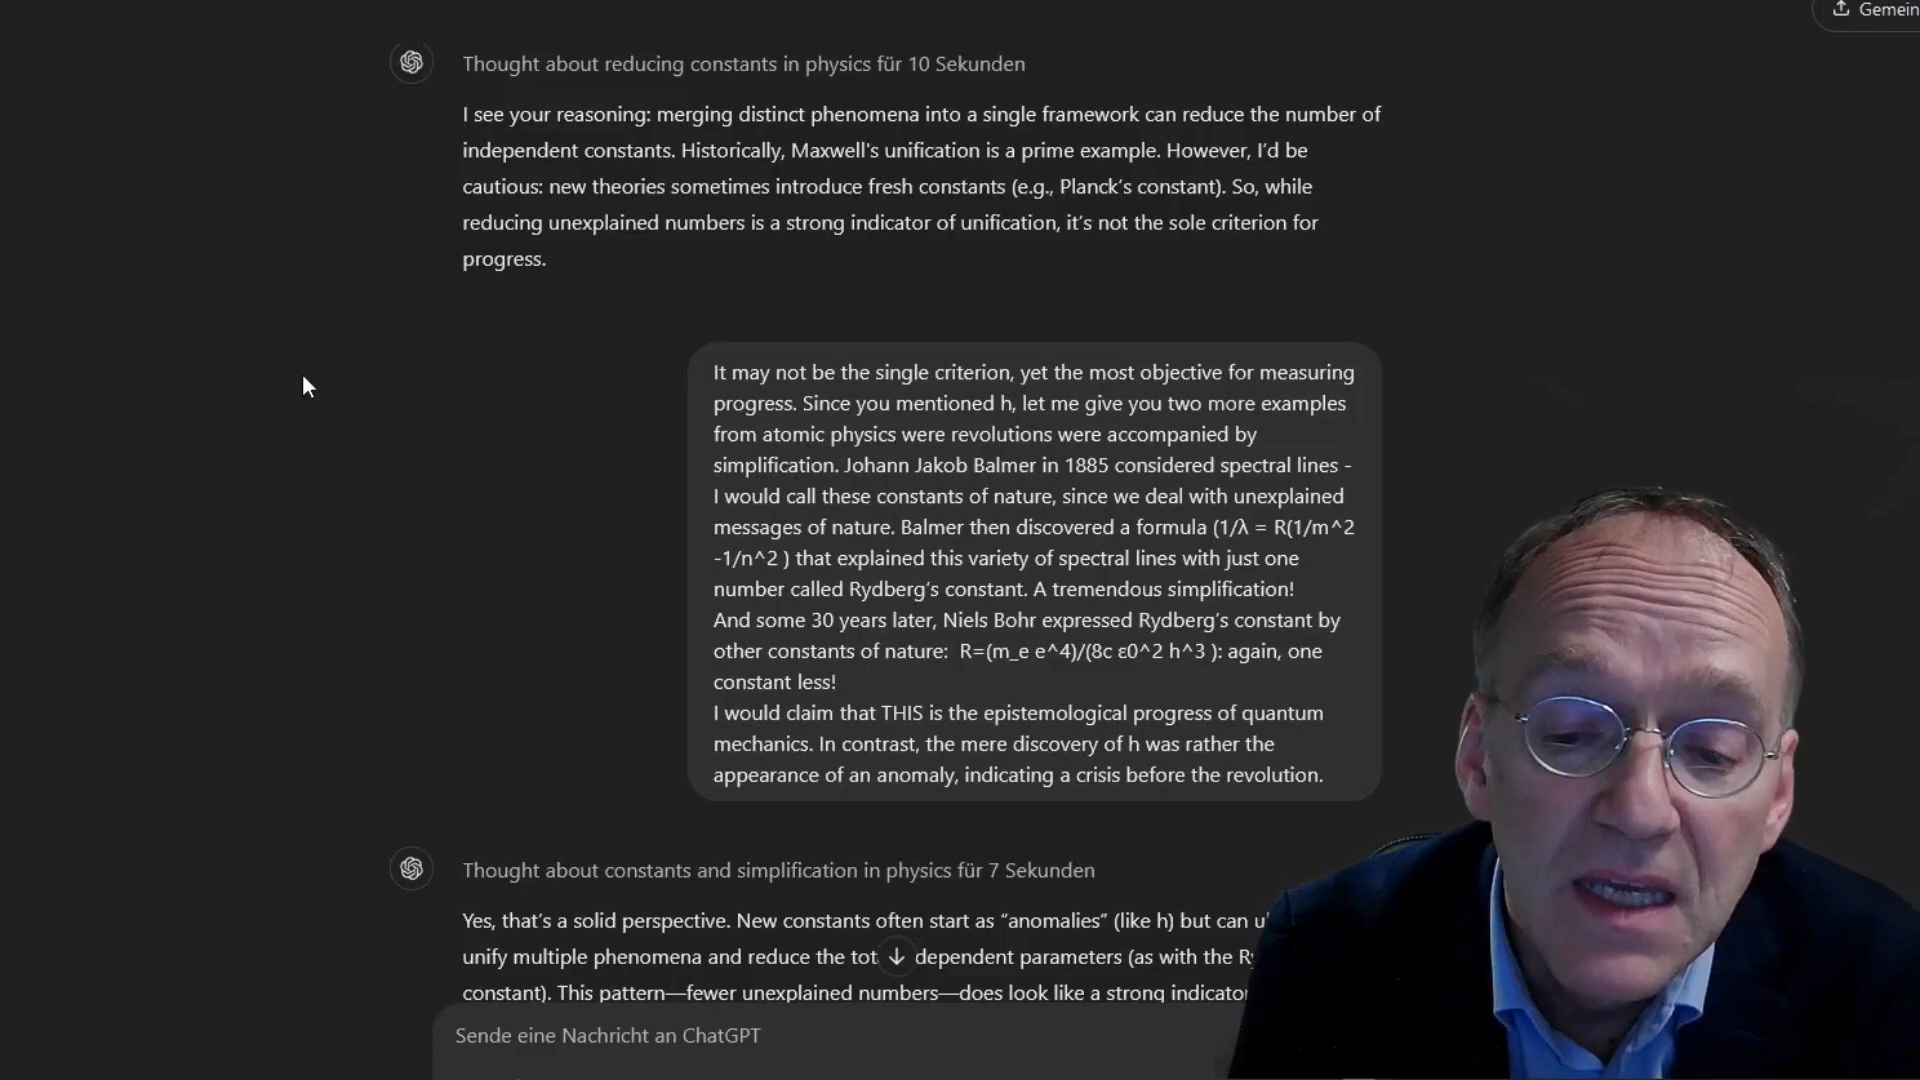 Gemein
Thought about reducing constants in physics für 10 Sekunden
I see your reasoning: merging distinct phenomena into a single framework can reduce the number of
independent constants. Historically, Maxwell's unification is a prime example. However, I'd be
cautious: new theories sometimes introduce fresh constants (e.g., Planck's constant). So, while
reducing unexplained numbers is a strong indicator of unification, it's not the sole criterion for
progress.
It may not be the single criterion, yet the most objective for measuring
progress. Since you mentioned h, let me give you two more examples
from atomic physics were revolutions were accompanied by
simplification. Johann Jakob Balmer in 1885 considered spectral lines -
I would call these constants of nature, since we deal with unexplained
messages of nature. Balmer then discovered a formula (1/λ = R(1/m^2
-1/n^2 ) that explained this variety of spectral lines with just one
number called Rydberg's constant. A tremendous simplification!
And some 30 years later, Niels Bohr expressed Rydberg's constant by
other constants of nature:  R=(m_e e^4)/(8c ε0^2 h^3 ): again, one
constant less!
I would claim that THIS is the epistemological progress of quantum
mechanics. In contrast, the mere discovery of h was rather the
appearance of an anomaly, indicating a crisis before the revolution.
Thought about constants and simplification in physics für 7 Sekunden
Yes, that's a solid perspective. New constants often start as “anomalies” (like h) but can
unify multiple phenomena and reduce the tot dependent parameters (as with the
constant). This pattern—fewer unexplained numbers—does look like a strong indicator
Sende eine Nachricht an ChatGPT